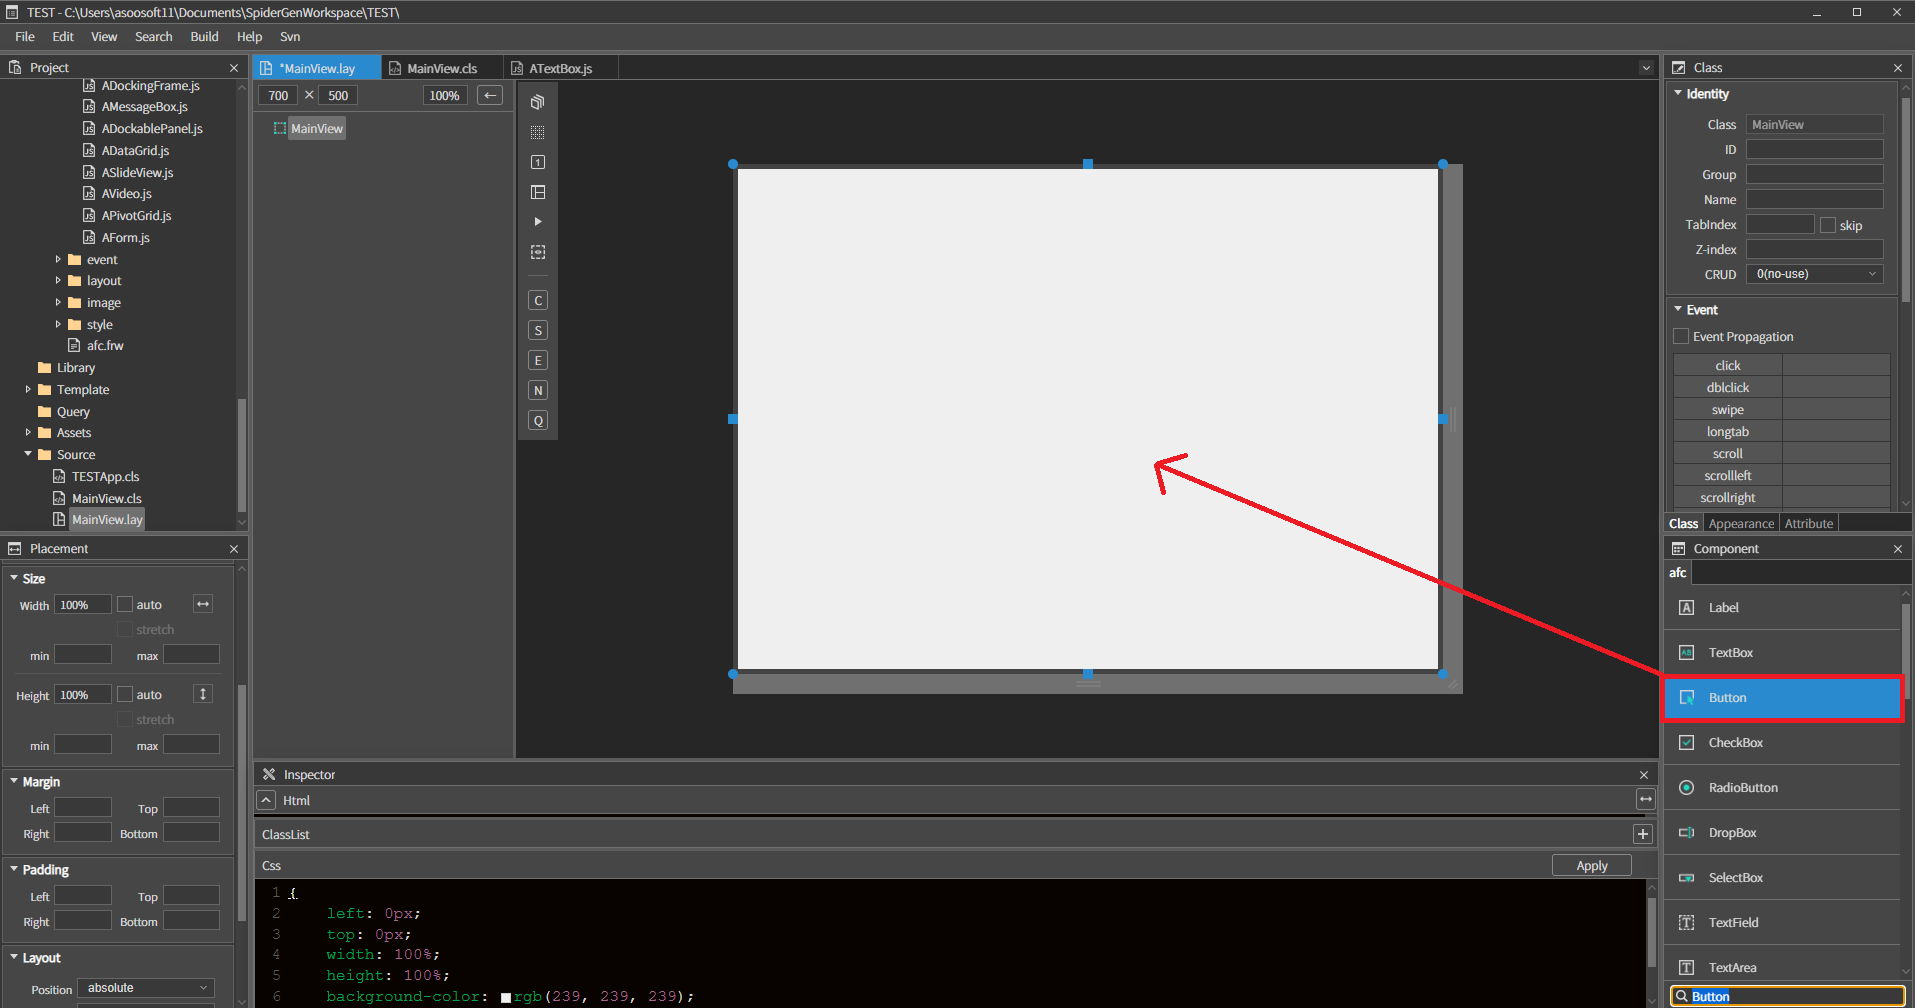 TEST - C:\Users\asoosoft11\Documents\SpiderGenWorkspace\TEST\
File Edit View Search Build Help Svn
Project
ADockingFrame.js
AMessageBox.js
ADockablePanel.js
ADataGrid.js
ASlideView.js
AVideo.js
APivotGrid.js
AForm.js
event
layout
image
style
afc.frw
Library
Template
Query
Assets
Source
TESTApp.cls
MainView.cls
MainView.lay
Placement
Size
Width 100% auto
stretch
min max
Height 100% auto
stretch
min max
Margin
Left Top
Right Bottom
Padding
Left Top
Right Bottom
Layout
Position absolute
*MainView.lay MainView.cls ATextBox.js
700 × 500 100% ←
MainView
1
C
S
E
N
Q
Inspector
Html
ClassList
Css Apply
1 {
2 left: 0px;
3 top: 0px;
4 width: 100%;
5 height: 100%;
6 background-color: rgb(239, 239, 239);
Class
Identity
Class MainView
ID
Group
Name
TabIndex skip
Z-index
CRUD 0(no-use)
Event
Event Propagation
click
dblclick
swipe
longtab
scroll
scrollleft
scrollright
Class Appearance Attribute
Component
afc
Label
TextBox
Button
CheckBox
RadioButton
DropBox
SelectBox
TextField
TextArea
Button